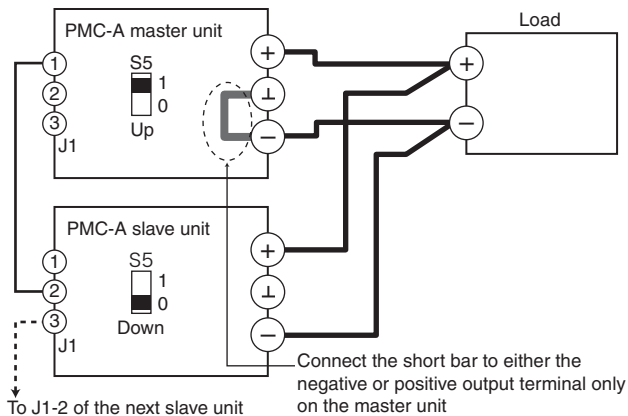 PMC-A master unit
S5
1
0
Up
1
2
3
J1
+
⊥
−
Load
+
−
PMC-A slave unit
S5
1
0
Down
1
2
3
J1
+
⊥
−
To J1-2 of the next slave unit
Connect the short bar to either the
negative or positive output terminal only
on the master unit